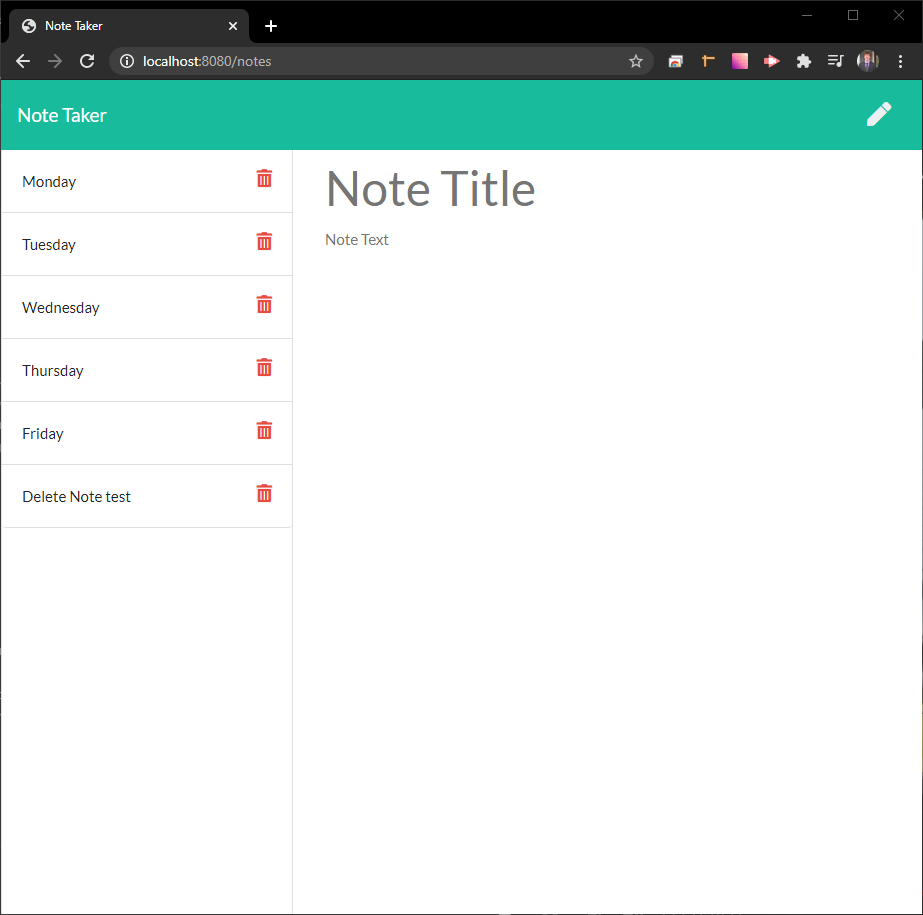 Note Taker
localhost:8080/notes
Note Taker
Monday
Tuesday
Wednesday
Thursday
Friday
Delete Note test
Note Title
Note Text